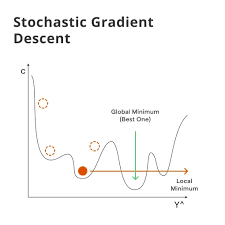 Stochastic Gradient
Descent
C
Global Minimum
(Best One)
Local
Minimum
Y^